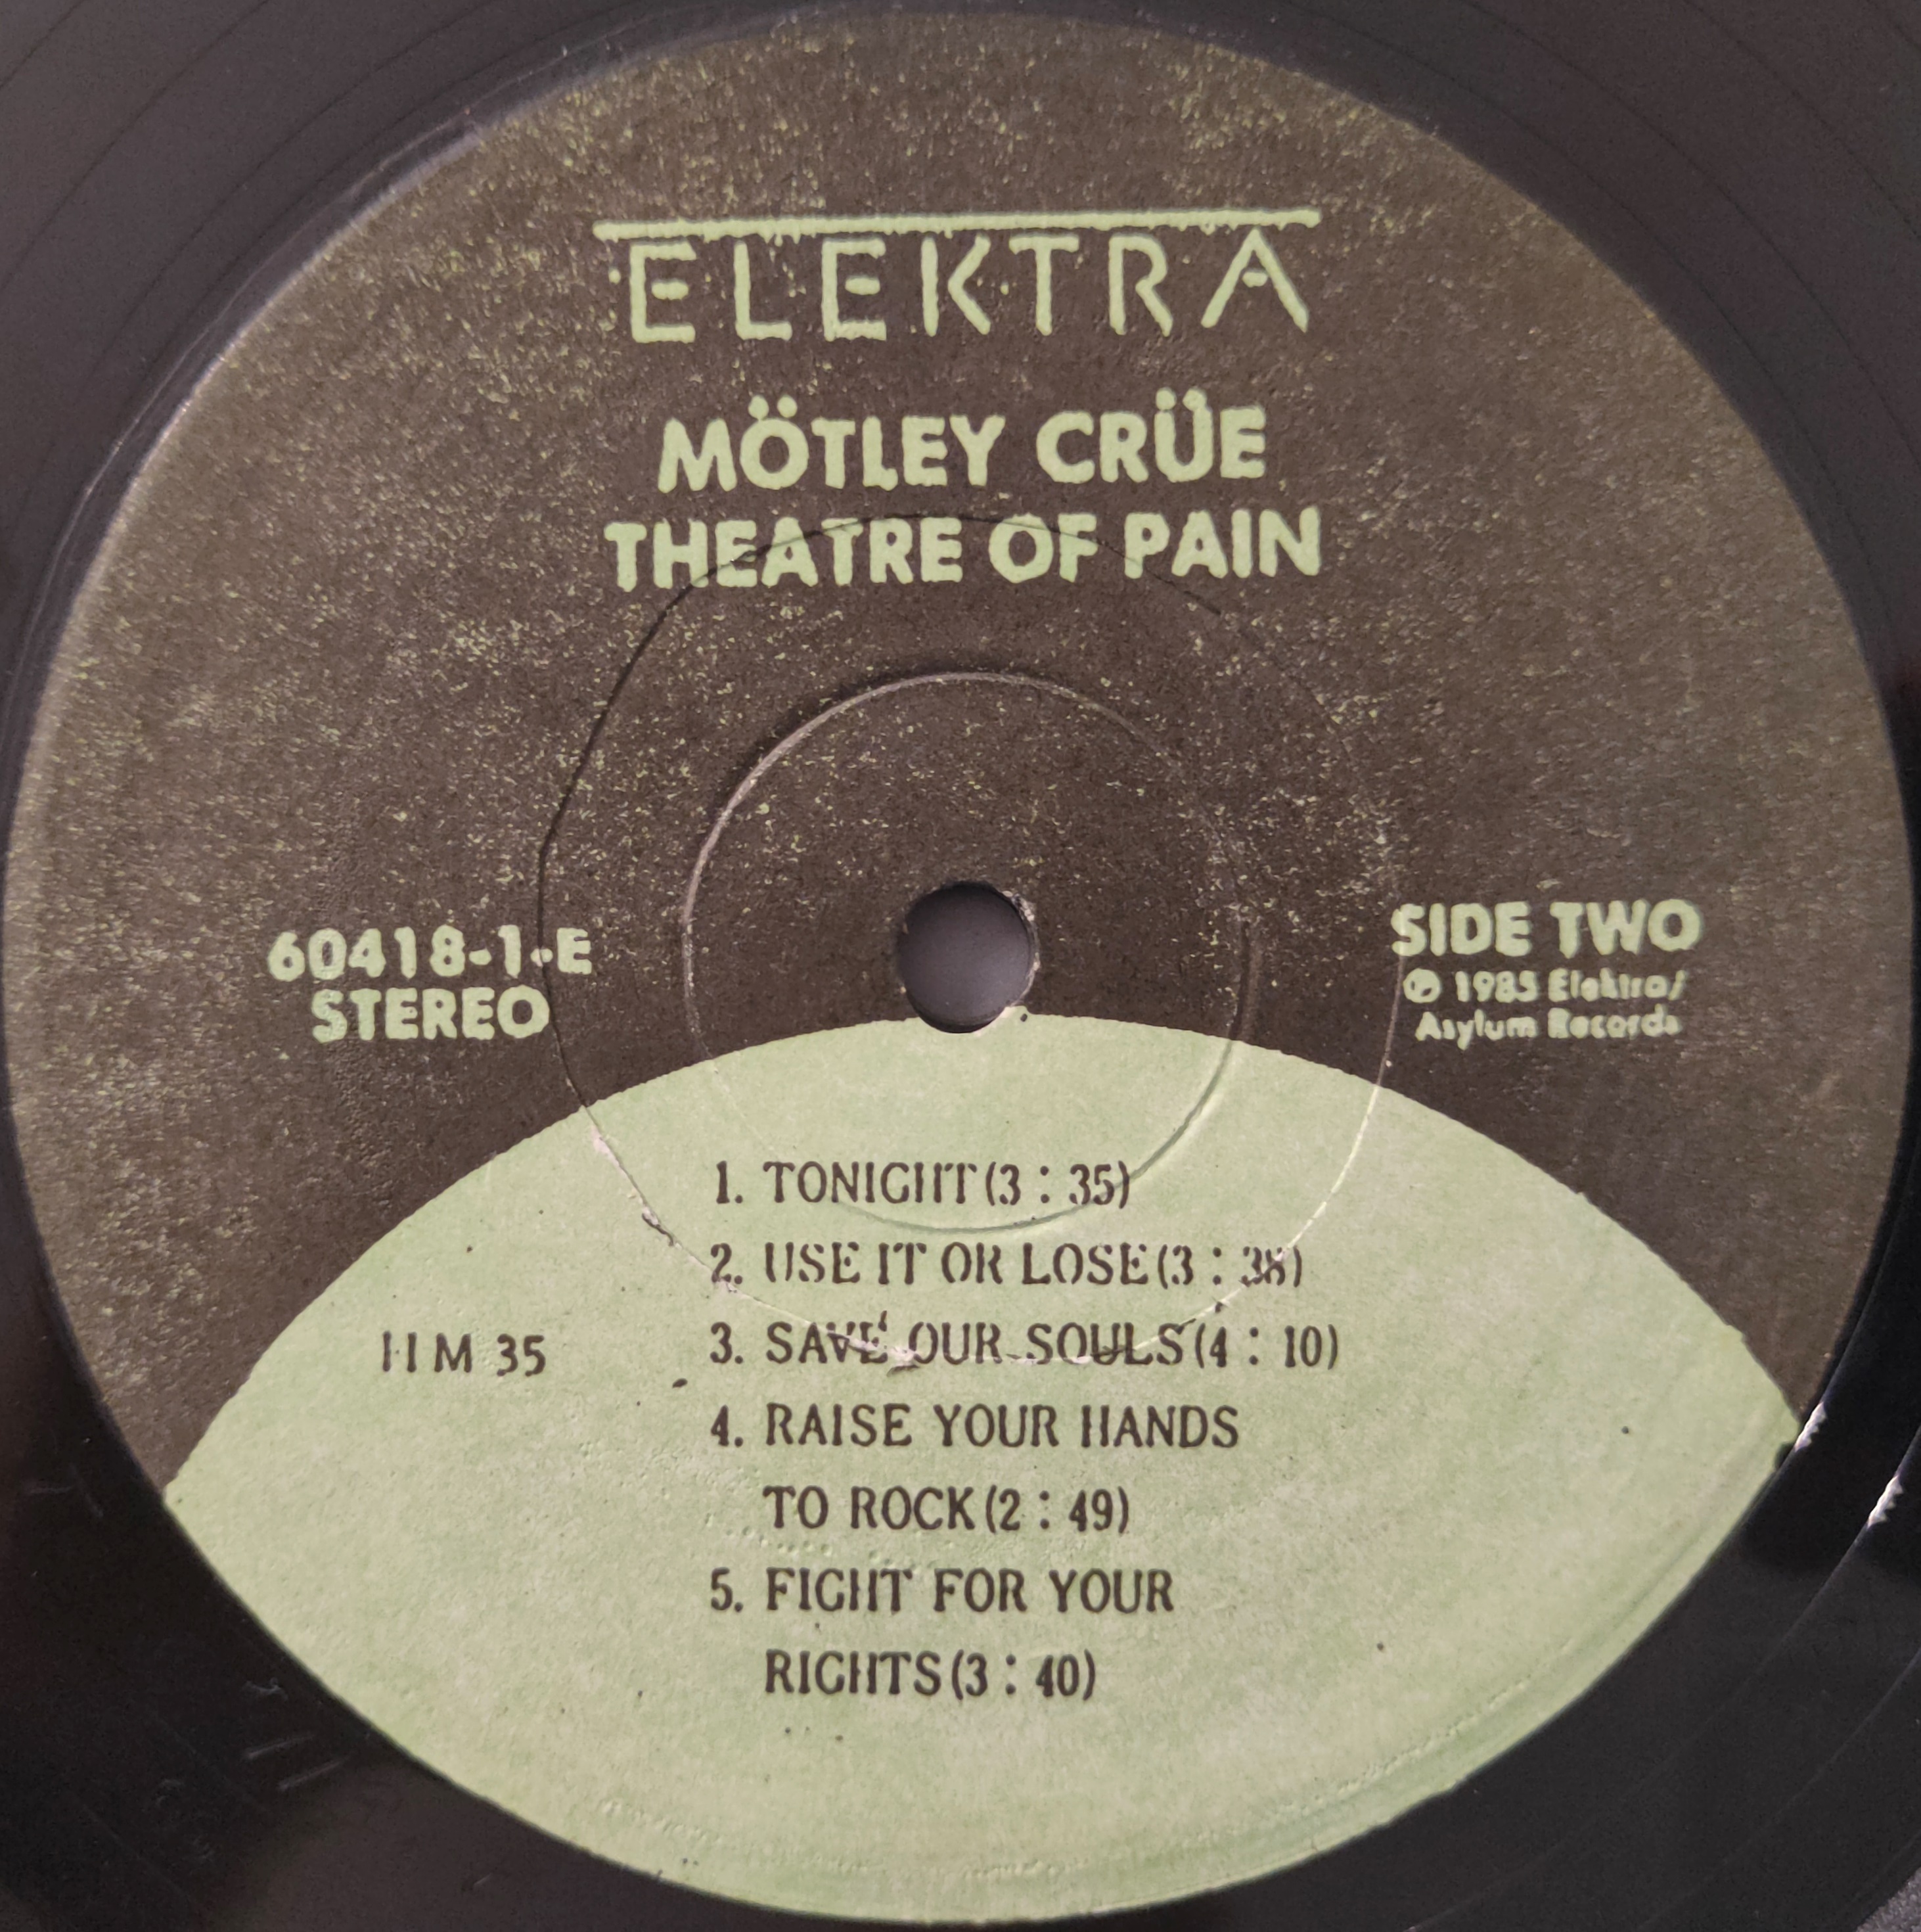 ELEKTRA
MÖTLEY CRÜE
THEATRE OF PAIN
60418-1-E
STEREO
SIDE TWO
℗ 1985 Elektra/
Asylum Records
1. TONIGHT (3 : 35)
2. USE IT OR LOSE (3 : 38)
HM 35
3. SAVE OUR SOULS (4 : 10)
4. RAISE YOUR HANDS
TO ROCK (2 : 49)
5. FIGHT FOR YOUR
RIGHTS (3 : 40)